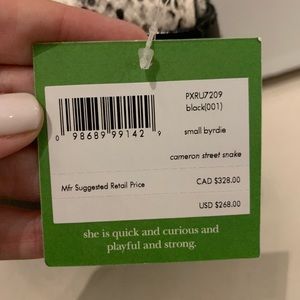 PXRU7209
black(001)
0 98689 99142 9
small byrdie
cameron street snake
Mfr Suggested Retail Price
CAD $328.00
USD $268.00
she is quick and curious and
playful and strong.